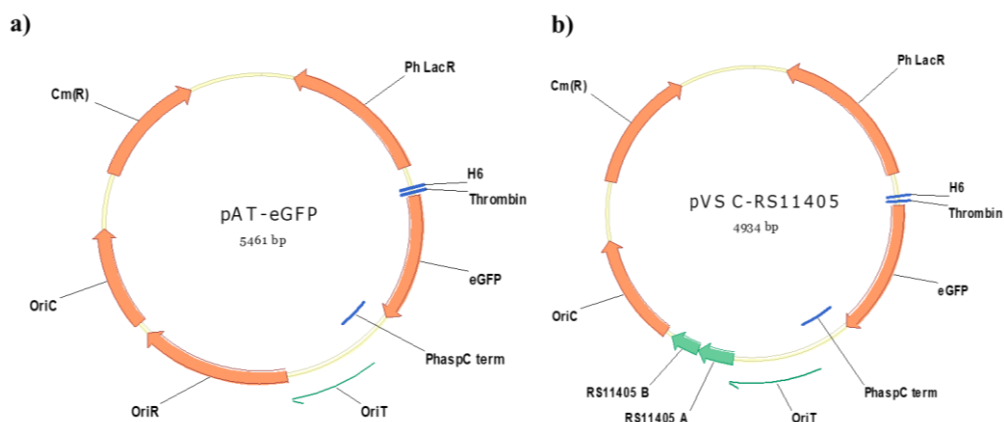 a)
Cm(R)
Ph LacR
H6
Thrombin
pAT-eGFP
5461 bp
eGFP
OriC
PhaspC term
OriR
OriT
b)
Cm(R)
Ph LacR
H6
Thrombin
pVS C-RS11405
4934 bp
eGFP
OriC
RS11405 B
PhaspC term
RS11405 A
OriT